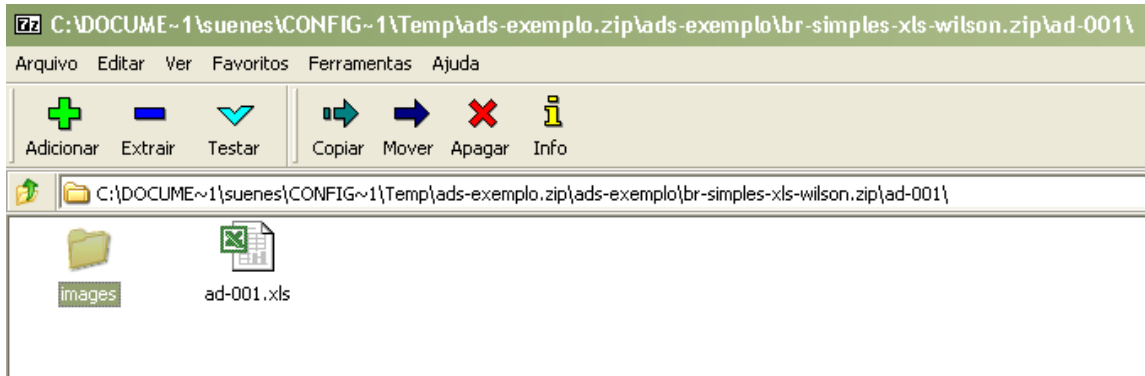 7z C:\DOCUME~1\suenes\CONFIG~1\Temp\ads-exemplo.zip\ads-exemplo\br-simples-xls-wilson.zip\ad-001\
Arquivo Editar Ver Favoritos Ferramentas Ajuda
Adicionar Extrair Testar Copiar Mover Apagar Info
C:\DOCUME~1\suenes\CONFIG~1\Temp\ads-exemplo.zip\ads-exemplo\br-simples-xls-wilson.zip\ad-001\
images ad-001.xls